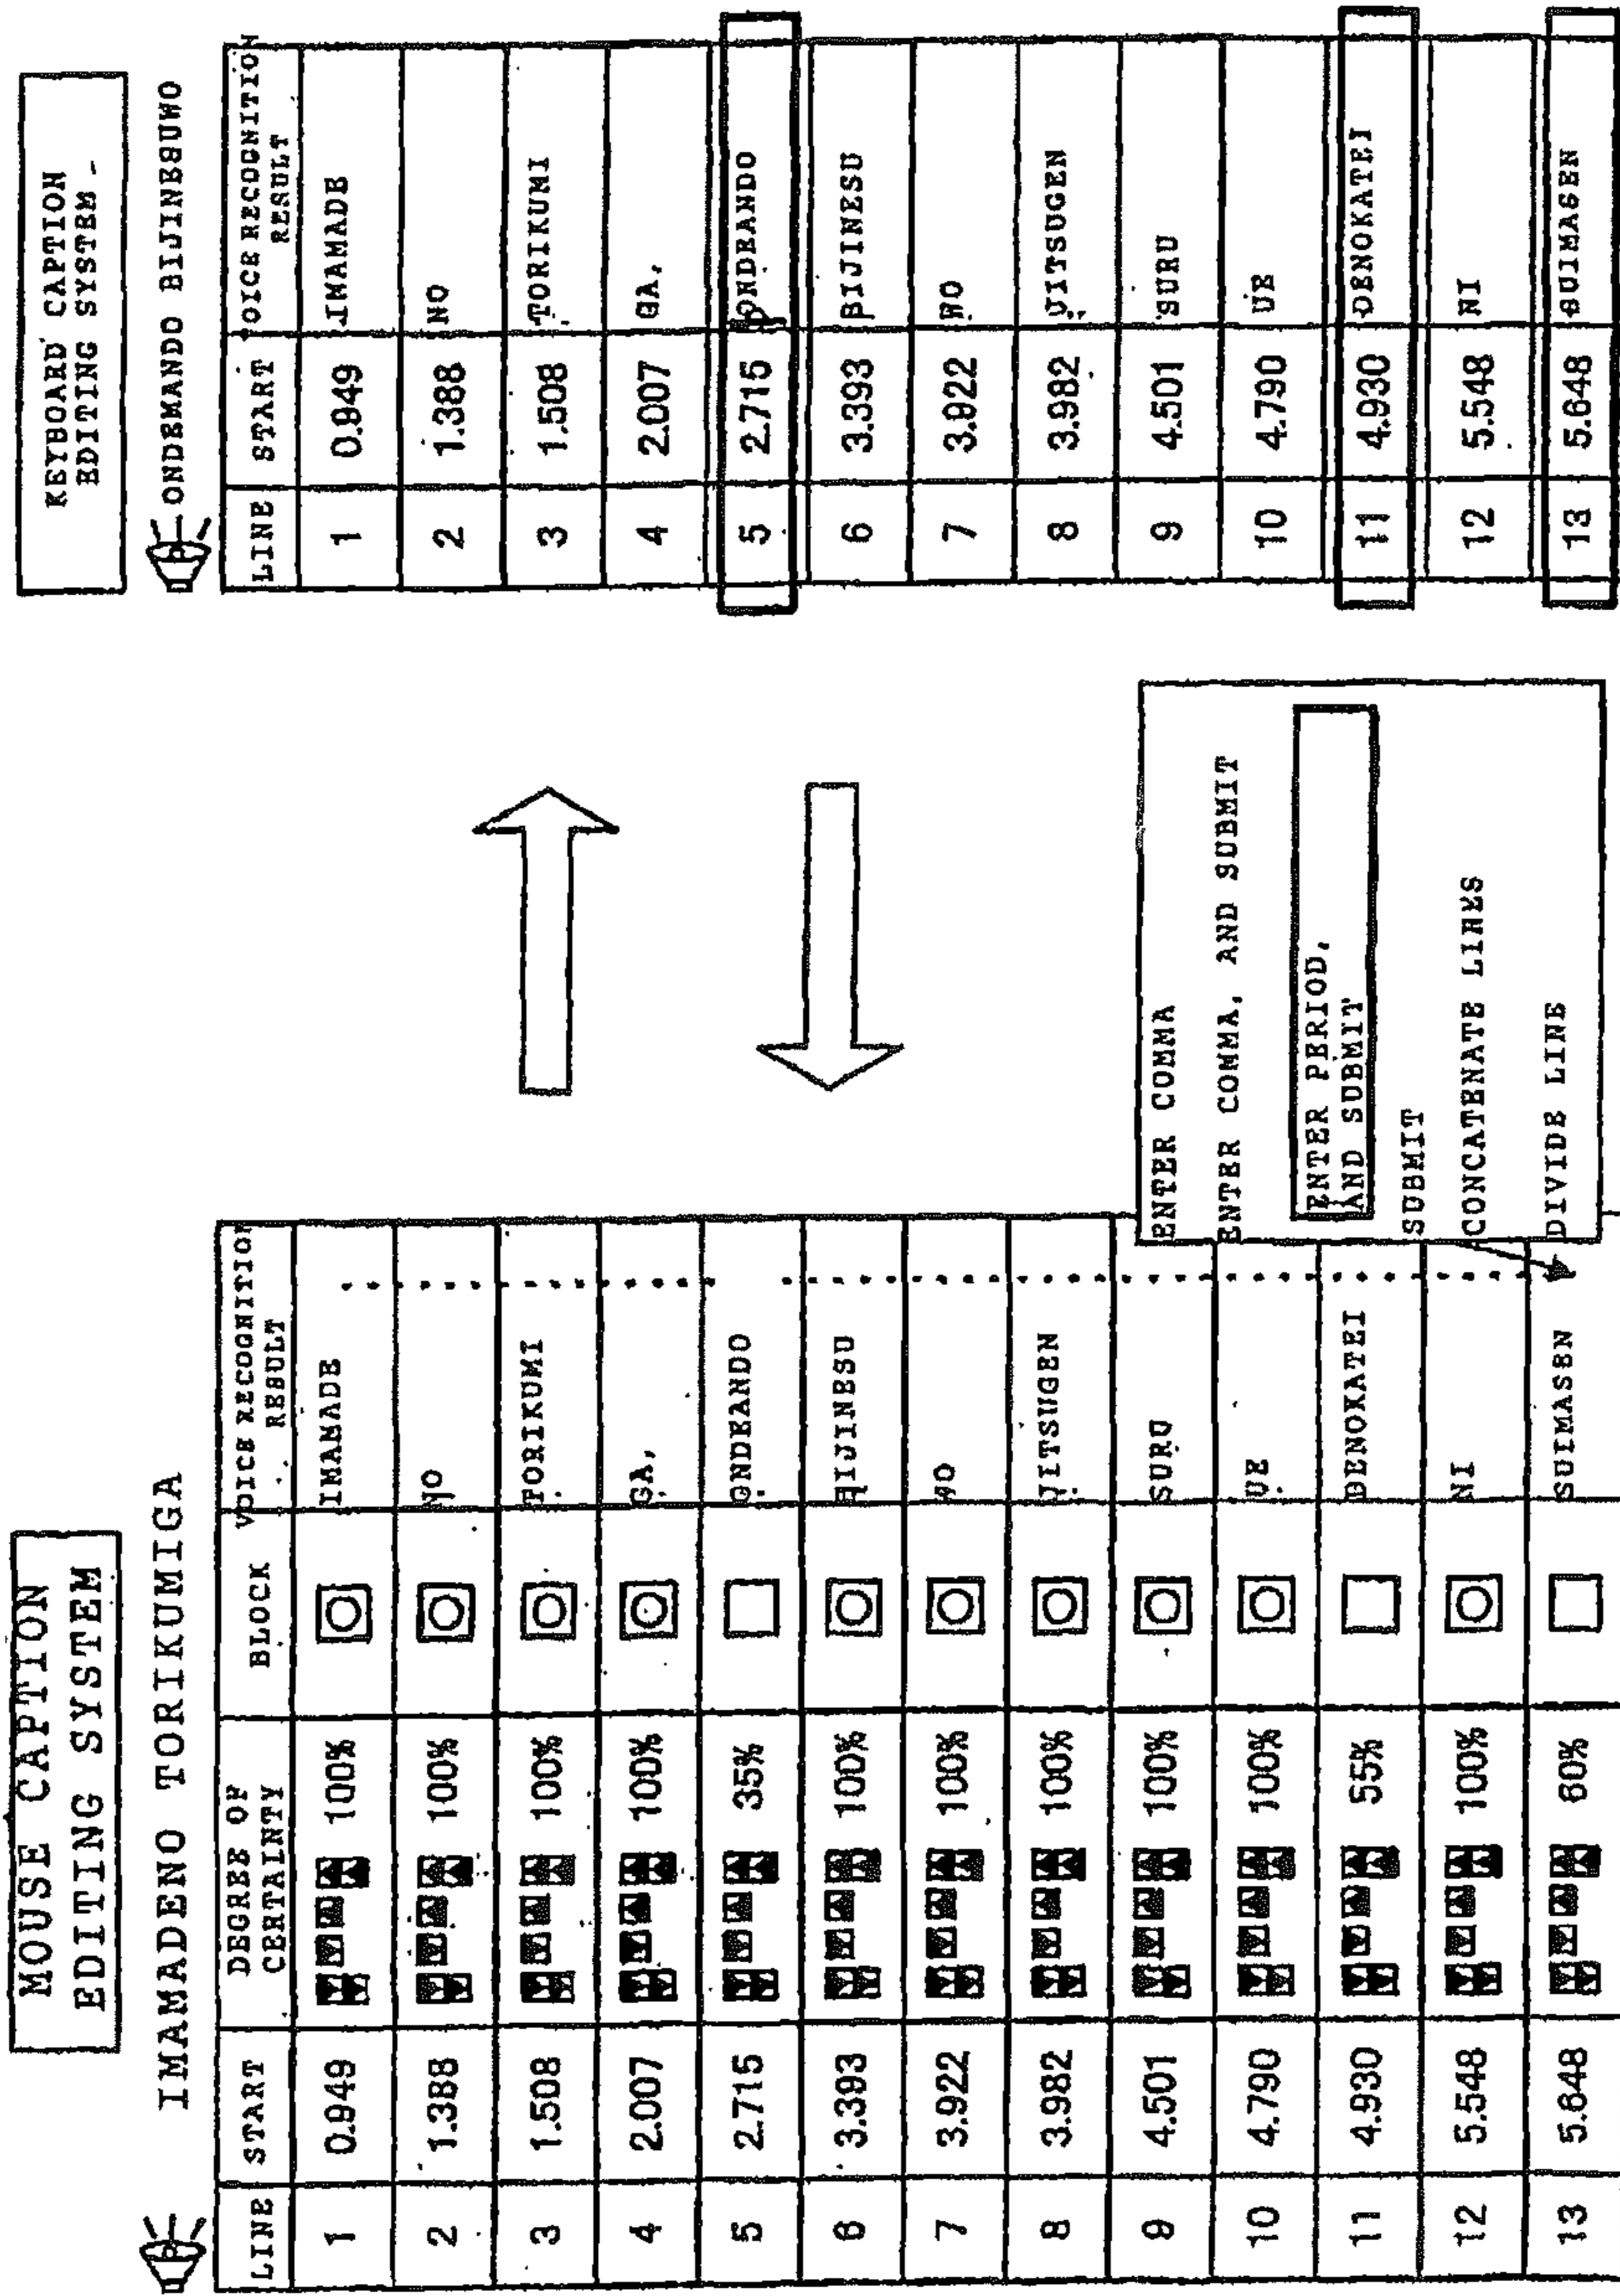 MOUSE CAPTION
EDITING SYSTEM
IMAMADENO TORIKUMIGA
LINE START DEGREE OF CERTAINTY BLOCK VOICE RECOGNITION RESULT
1 0.949 100% IMAMADE
2 1.388 100% NO
3 1.508 100% TORIKUMI
4 2.007 100% GA,
5 2.715 35% ONDEANDO
6 3.393 100% BIJINESU
7 3.922 100% WO
8 3.982 100% JITSUGEN
9 4.501 100% SURU
10 4.790 100% UE
11 4.930 55% DENOKATEI
12 5.548 100% NI
13 5.648 60% SUIMASEN
ENTER COMMA
ENTER COMMA, AND SUBMIT
ENTER PERIOD,
AND SUBMIT
SUBMIT
CONCATENATE LINES
DIVIDE LINE
KEYBOARD CAPTION
EDITING SYSTEM
ONDEMANDO BIJINESUWO
LINE START VOICE RECOGNITION RESULT
1 0.949 IMAMADE
2 1.388 NO
3 1.508 TORIKUMI
4 2.007 GA,
5 2.715 ONDEANDO
6 3.393 BIJINESU
7 3.922 WO
8 3.982 JITSUGEN
9 4.501 SURU
10 4.790 UE
11 4.930 DENOKATEI
12 5.548 NI
13 5.648 SUIMASEN